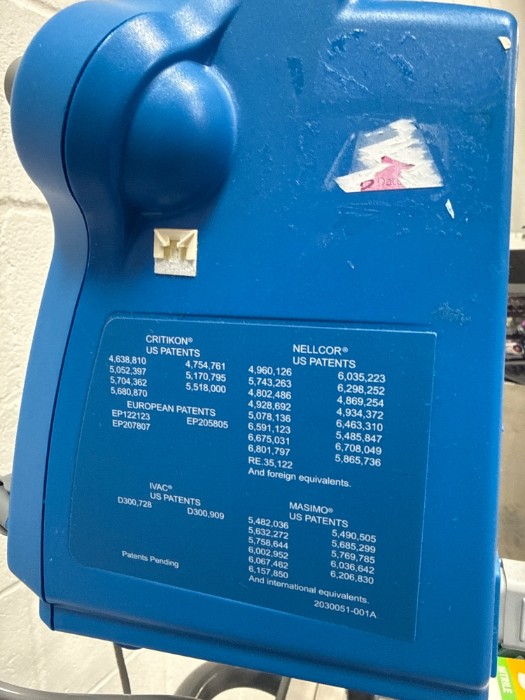 CRITIKON®
US PATENTS
4,638,810 4,754,761
5,052,397 5,170,795
5,704,362 5,518,000
5,680,870
EUROPEAN PATENTS
EP122123 EP205805
EP207807
NELLCOR®
US PATENTS
4,960,126 6,035,223
5,743,263 6,298,252
4,802,486 4,869,254
4,928,692 4,934,372
5,078,136 6,463,310
6,591,123 5,485,847
6,675,031 6,708,049
6,801,797 5,865,736
RE.35,122
And foreign equivalents.
IVAC®
US PATENTS
D300,728 D300,909
MASIMO®
US PATENTS
5,482,036 5,490,505
5,632,272 5,685,299
5,758,644 5,769,785
6,002,952 6,036,642
6,067,462 6,206,830
6,157,850
And international equivalents.
2030051-001A
Patents Pending